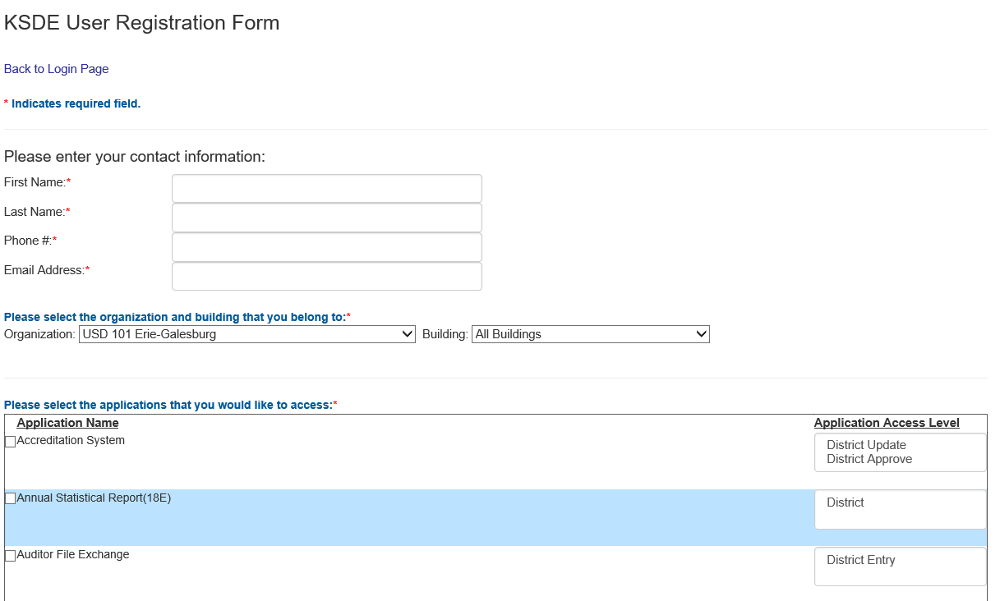 KSDE User Registration Form
Back to Login Page
* Indicates required field.
Please enter your contact information:
First Name:*
Last Name:*
Phone #:*
Email Address:*
Please select the organization and building that you belong to:*
Organization: USD 101 Erie-Galesburg Building: All Buildings
Please select the applications that you would like to access:*
Application Name Application Access Level
Accreditation System
District Update
District Approve
Annual Statistical Report(18E)
District
Auditor File Exchange
District Entry